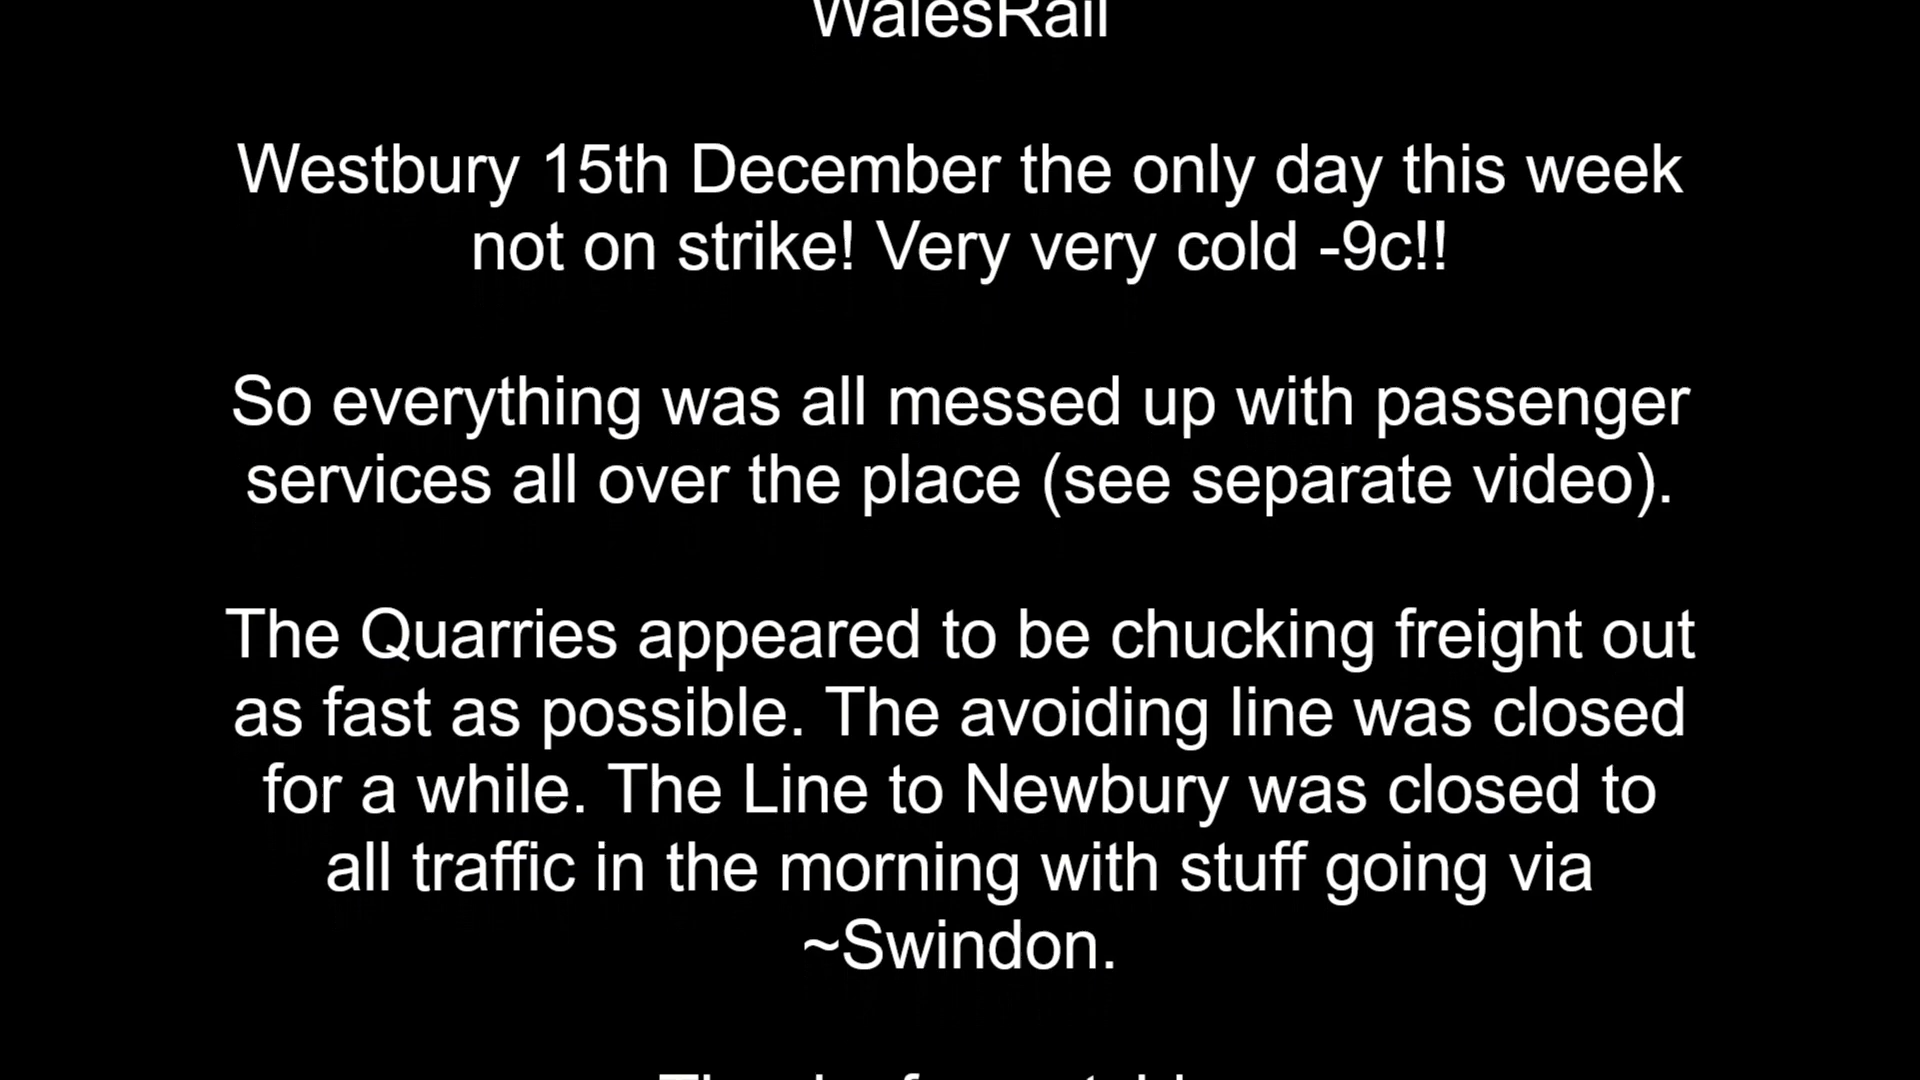 WalesRail
Westbury 15th December the only day this week
not on strike! Very very cold -9c!!
So everything was all messed up with passenger
services all over the place (see separate video).
The Quarries appeared to be chucking freight out
as fast as possible. The avoiding line was closed
for a while. The Line to Newbury was closed to
all traffic in the morning with stuff going via
~Swindon.